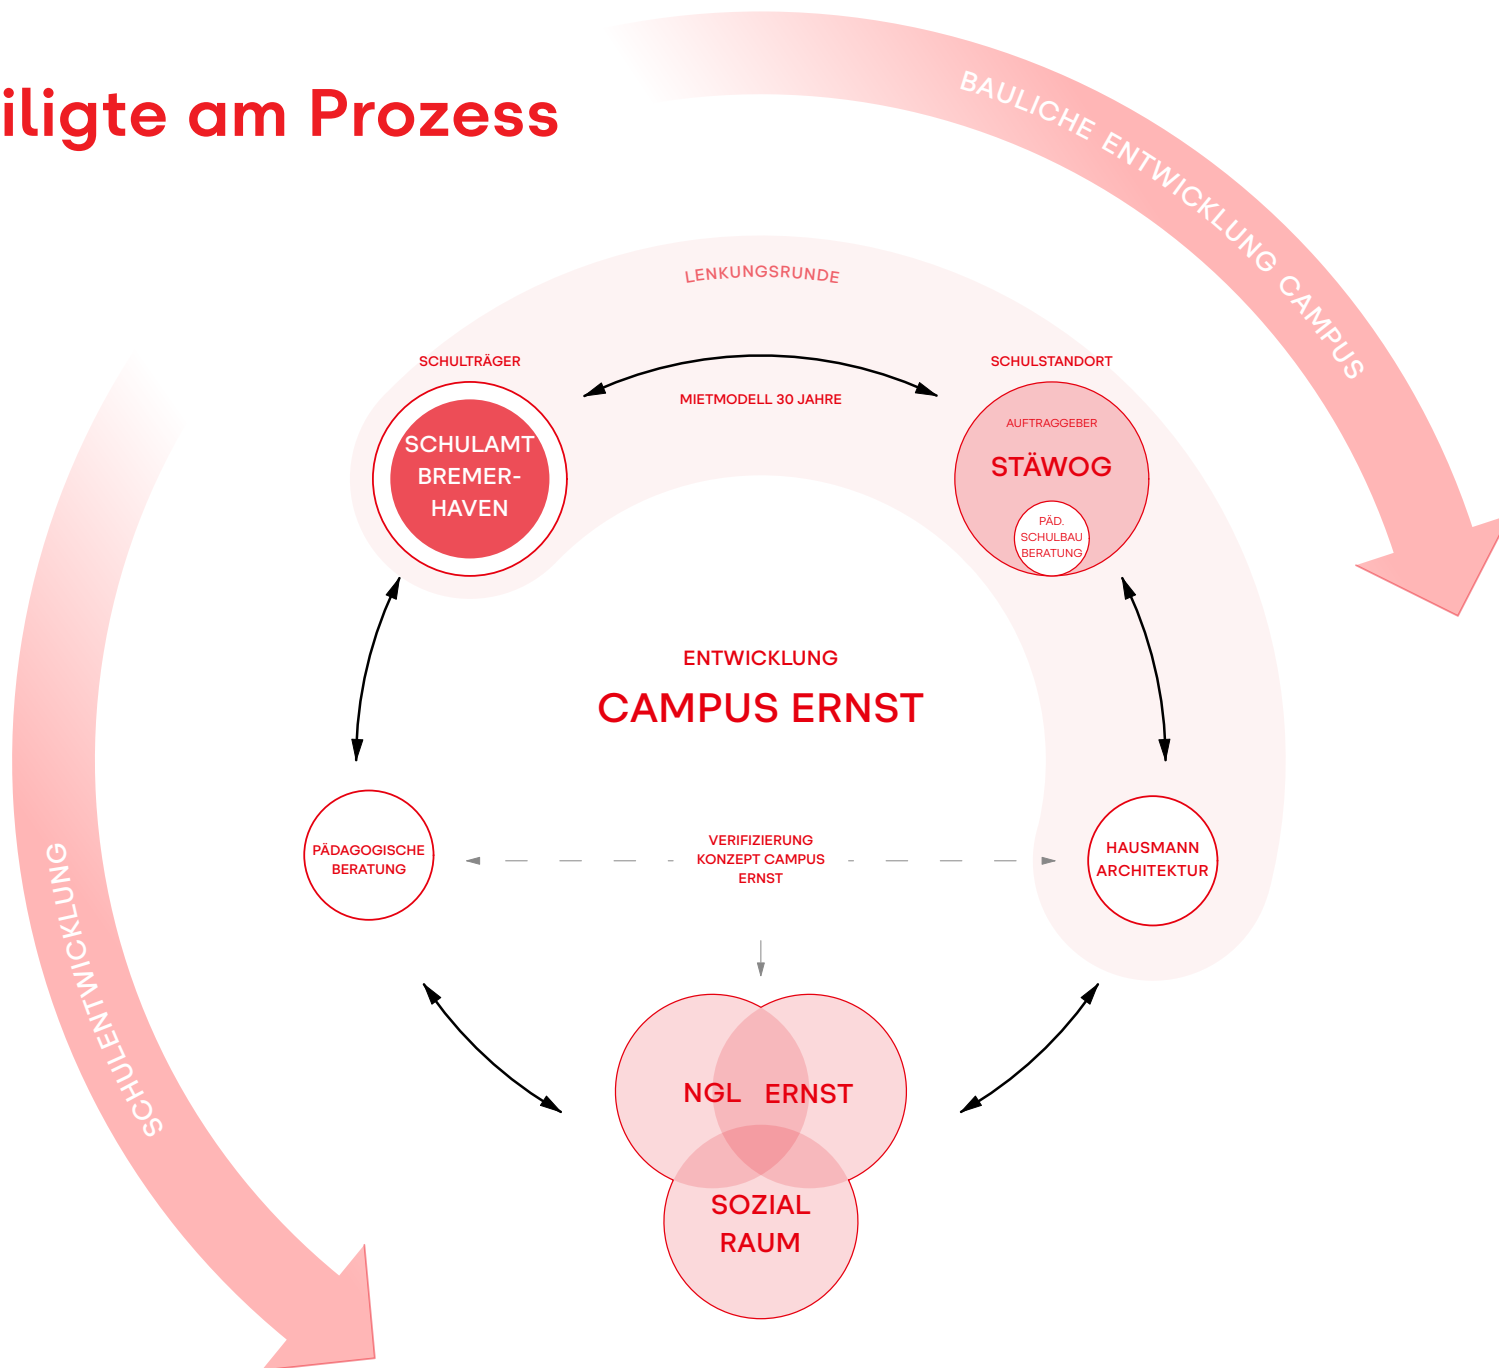 iligte am Prozess
BAULICHE ENTWICKLUNG CAMPUS
LENKUNGSRUNDE
SCHULTRÄGER
SCHULSTANDORT
MIETMODELL 30 JAHRE
SCHULAMT
BREMER-
HAVEN
AUFTRAGGEBER
STÄWOG
PÄD.
SCHULBAU
BERATUNG
ENTWICKLUNG
CAMPUS ERNST
PÄDAGOGISCHE
BERATUNG
VERIFIZIERUNG
KONZEPT CAMPUS
ERNST
HAUSMANN
ARCHITEKTUR
SCHULENTWICKLUNG
NGL
ERNST
SOZIAL
RAUM